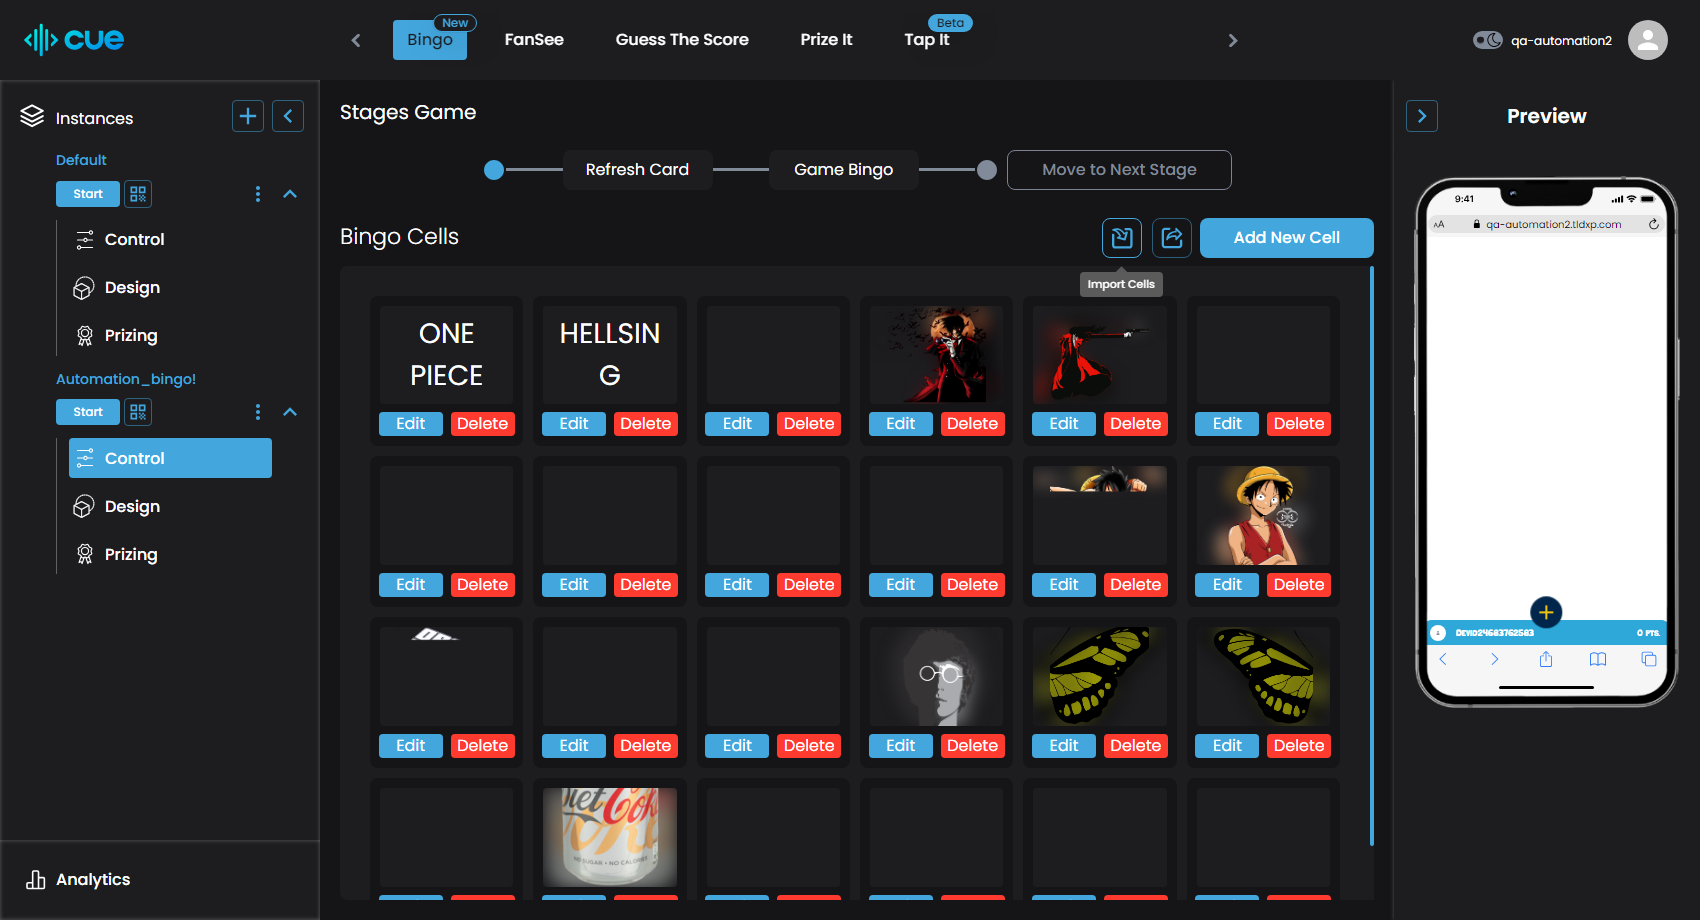 cue
Bingo
New
FanSee
Guess The Score
Prize It
Tap It
Beta
qa-automation2
Instances
Default
Start
Control
Design
Prizing
Automation_bingo!
Start
Control
Design
Prizing
Analytics
Stages Game
Refresh Card
Game Bingo
Move to Next Stage
Bingo Cells
Add New Cell
Import Cells
ONE
PIECE
HELLSIN
G
Edit Delete Edit Delete Edit Delete Edit Delete Edit Delete Edit Delete
Edit Delete Edit Delete Edit Delete Edit Delete Edit Delete Edit Delete
Edit Delete Edit Delete Edit Delete Edit Delete Edit Delete Edit Delete
Diet Coke
NO SUGAR • NO CALORIES
Preview
9:41
AA
qa-automation2.tldxp.com
0 PTS.